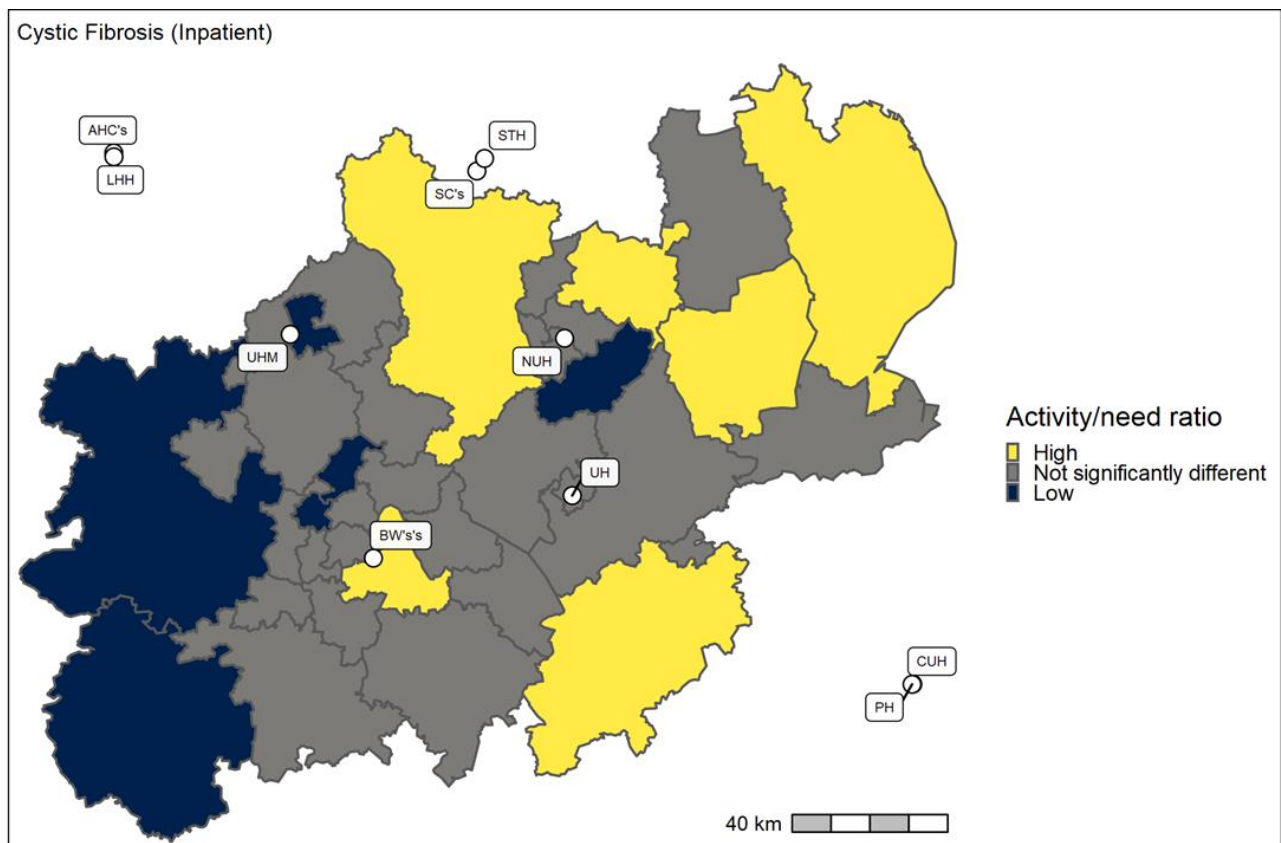 Cystic Fibrosis (Inpatient)
AHC's
LHH
STH
SC's
UHM
NUH
UH
BW's's
CUH
PH
Activity/need ratio
High
Not significantly different
Low
40 km